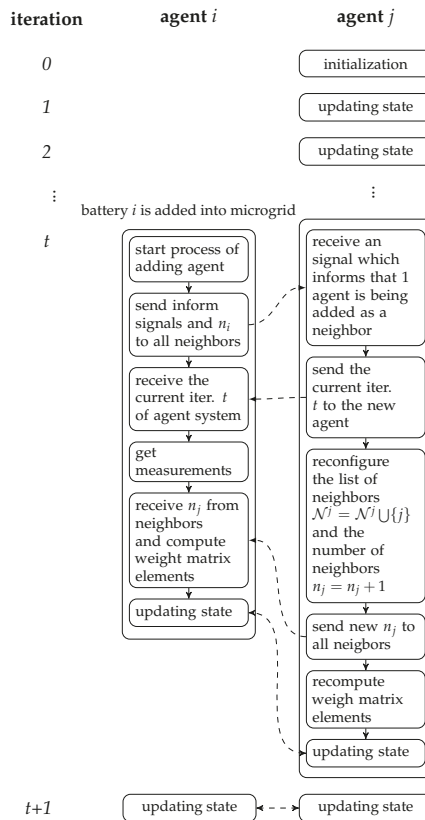 iteration agent i agent j
0 initialization
1 updating state
2 updating state
⋮ ⋮
battery i is added into microgrid
t
start process of
adding agent
send inform
signals and n_i
to all neighbors
receive the
current iter. t
of agent system
get
measurements
receive n_j from
neighbors
and compute
weight matrix
elements
updating state
receive an
signal which
informs that 1
agent is being
added as a
neighbor
send the
current iter.
t to the new
agent
reconfigure
the list of
neighbors
𝒩^j = 𝒩^j ⋃{j}
and the
number of
neighbors
n_j = n_j + 1
send new n_j to
all neigbors
recompute
weigh matrix
elements
updating state
t+1 updating state updating state